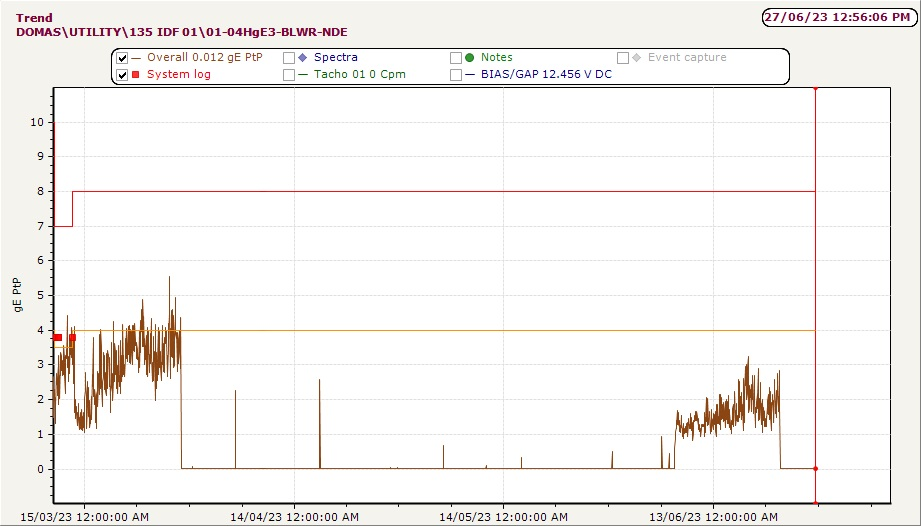 Trend
27/06/23 12:56:06 PM
DOMAS\UTILITY\135 IDF 01\01-04HgE3-BLWR-NDE
Overall 0.012 gE PtP Spectra Notes Event capture
System log Tacho 01 0 Cpm BIAS/GAP 12.456 V DC
10
9
8
7
6
5
4
3
2
1
0
gE PtP
15/03/23 12:00:00 AM 14/04/23 12:00:00 AM 14/05/23 12:00:00 AM 13/06/23 12:00:00 AM